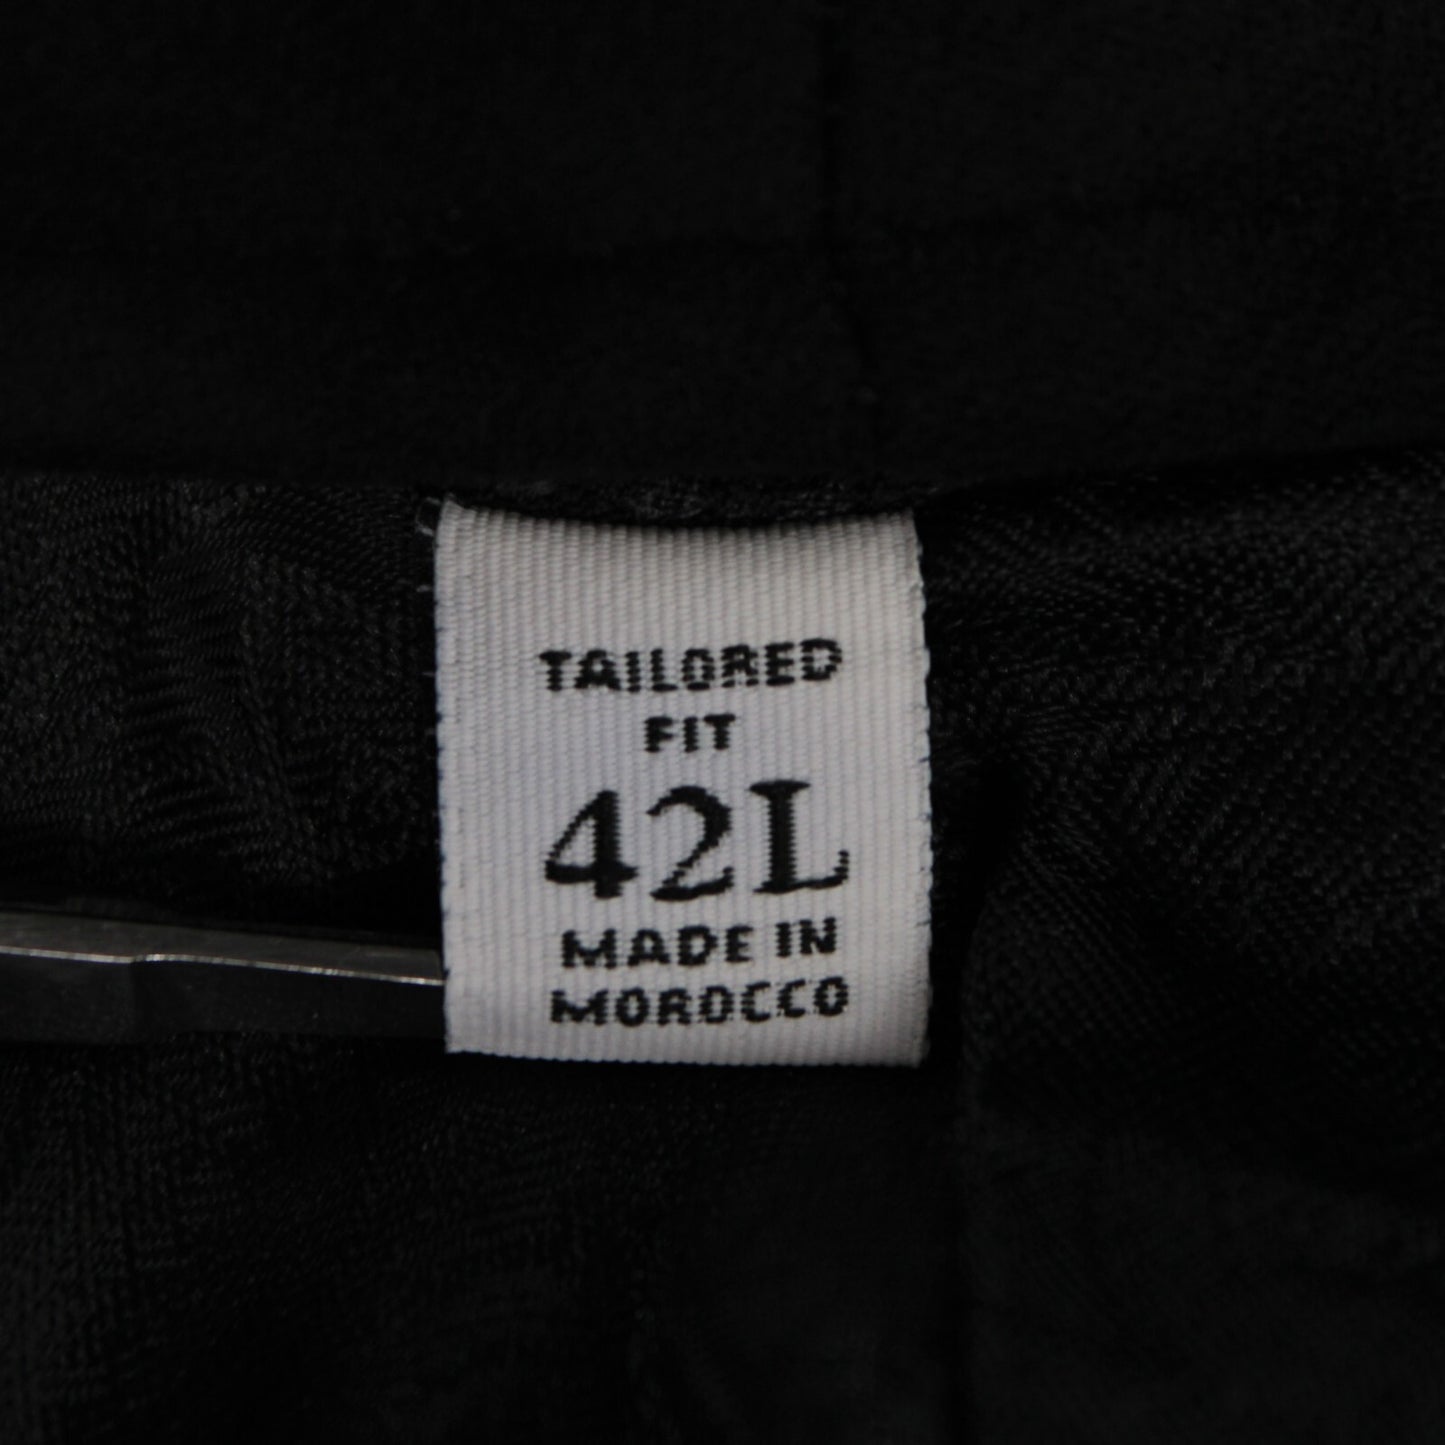 TAILORED
FIT
42L
MADE IN
MOROCCO